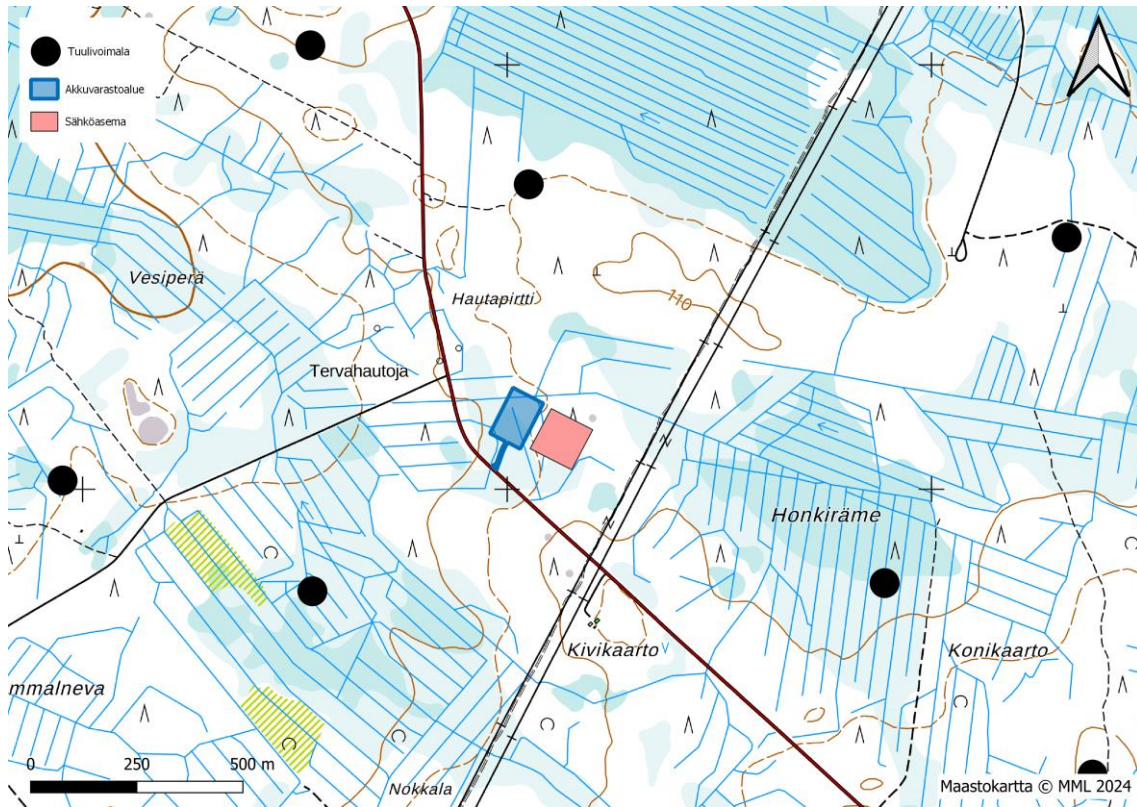 Tuulivoimala
Akkuvarastoalue
Sähköasema
Vesiperä
Hautapirtti
110
Tervahautoja
Honkiräme
Kivikaarto
Konikaarto
mmalneva
Nokkala
0 250 500 m
Maastokartta © MML 2024